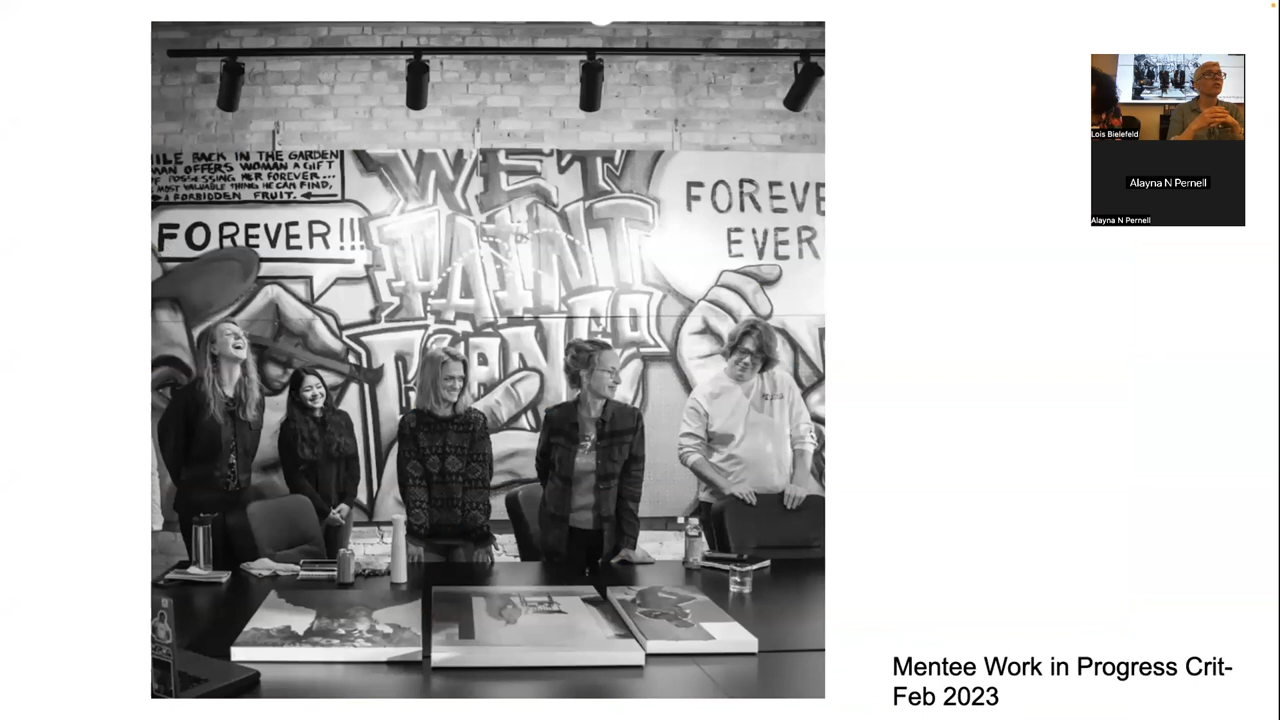 ILE BACK IN THE GARDEN
MAN OFFERS WOMAN A GIFT
OF POSSESSING HER FOREVER...
MOST VALUABLE THING HE CAN FIND,
A FORBIDDEN FRUIT.
FOREVER!!!
WET
PAINT
FOREVE
EVER
Lois Bielefeld
Alayna N Pernell
Alayna N Pernell
Mentee Work in Progress Crit-
Feb 2023